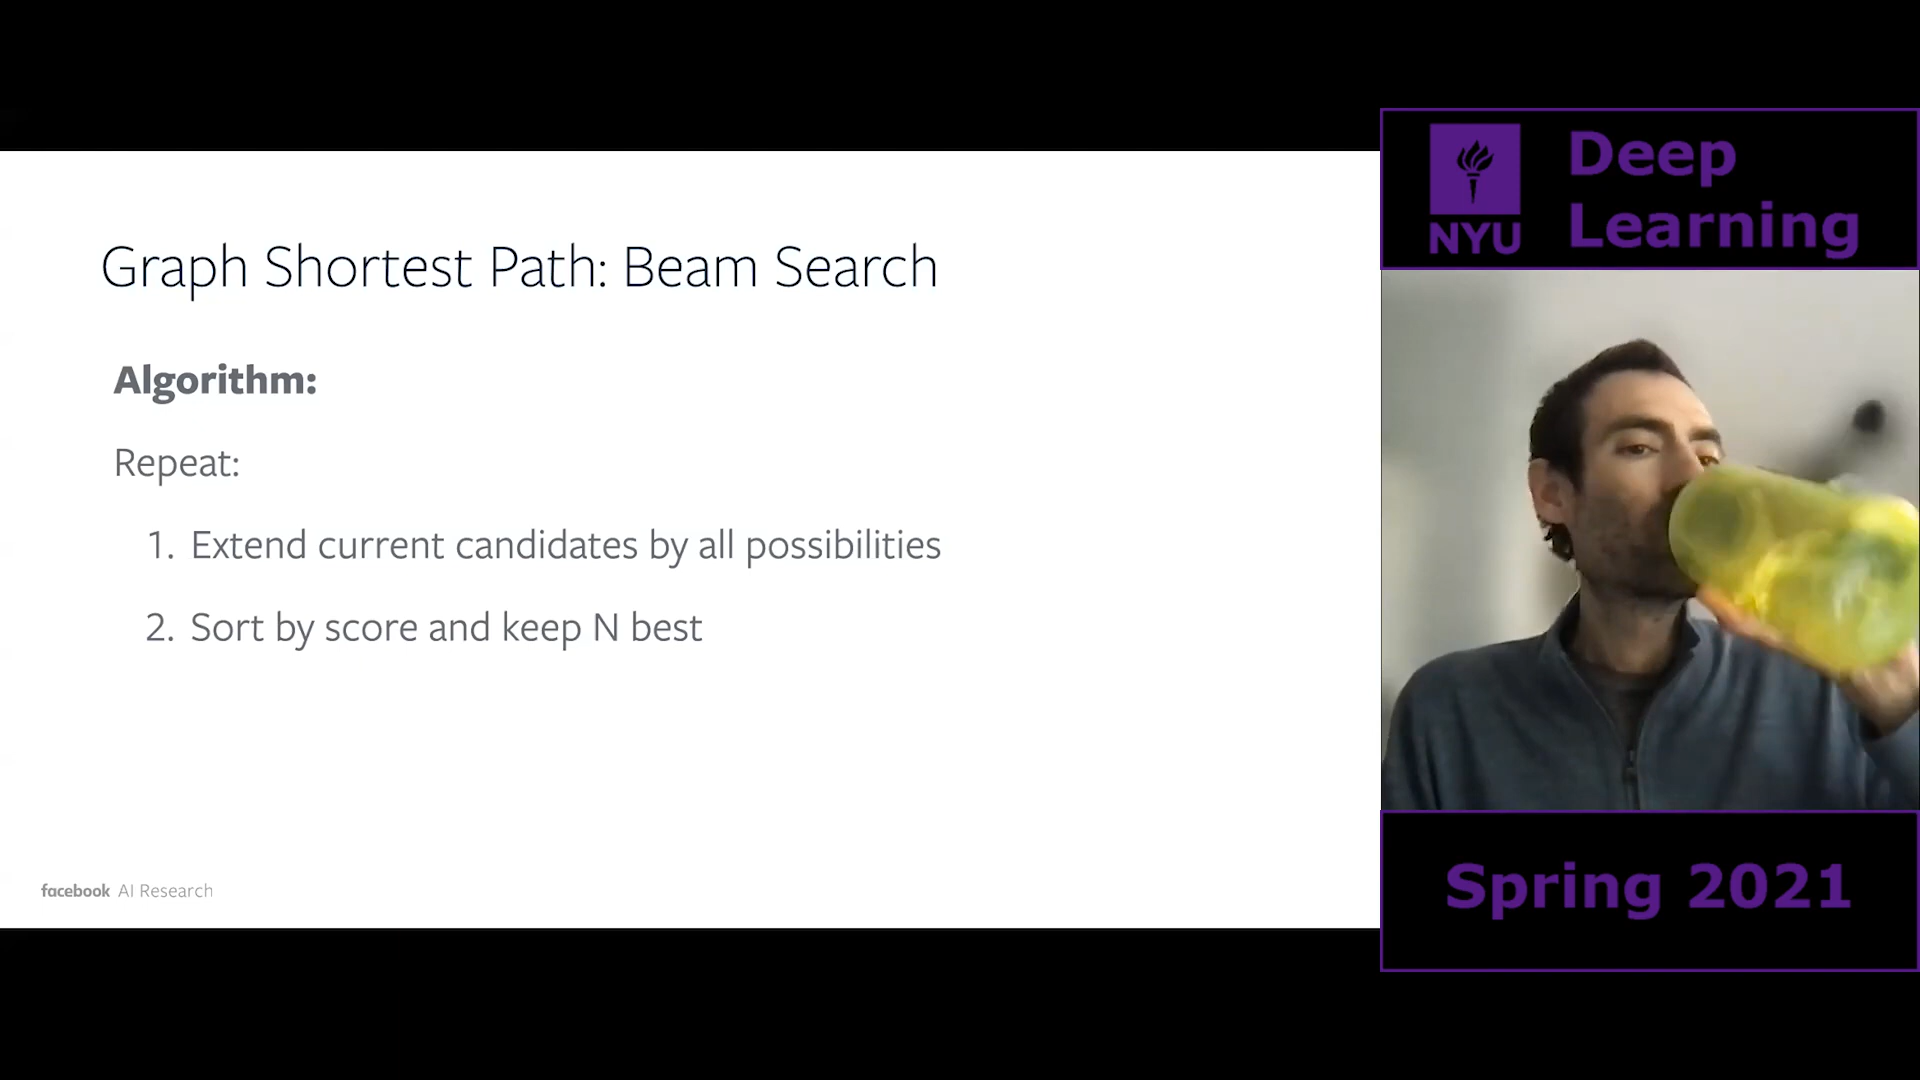 Graph Shortest Path: Beam Search
Algorithm:
Repeat:
1. Extend current candidates by all possibilities
2. Sort by score and keep N best
facebook AI Research
NYU
Deep
Learning
Spring 2021